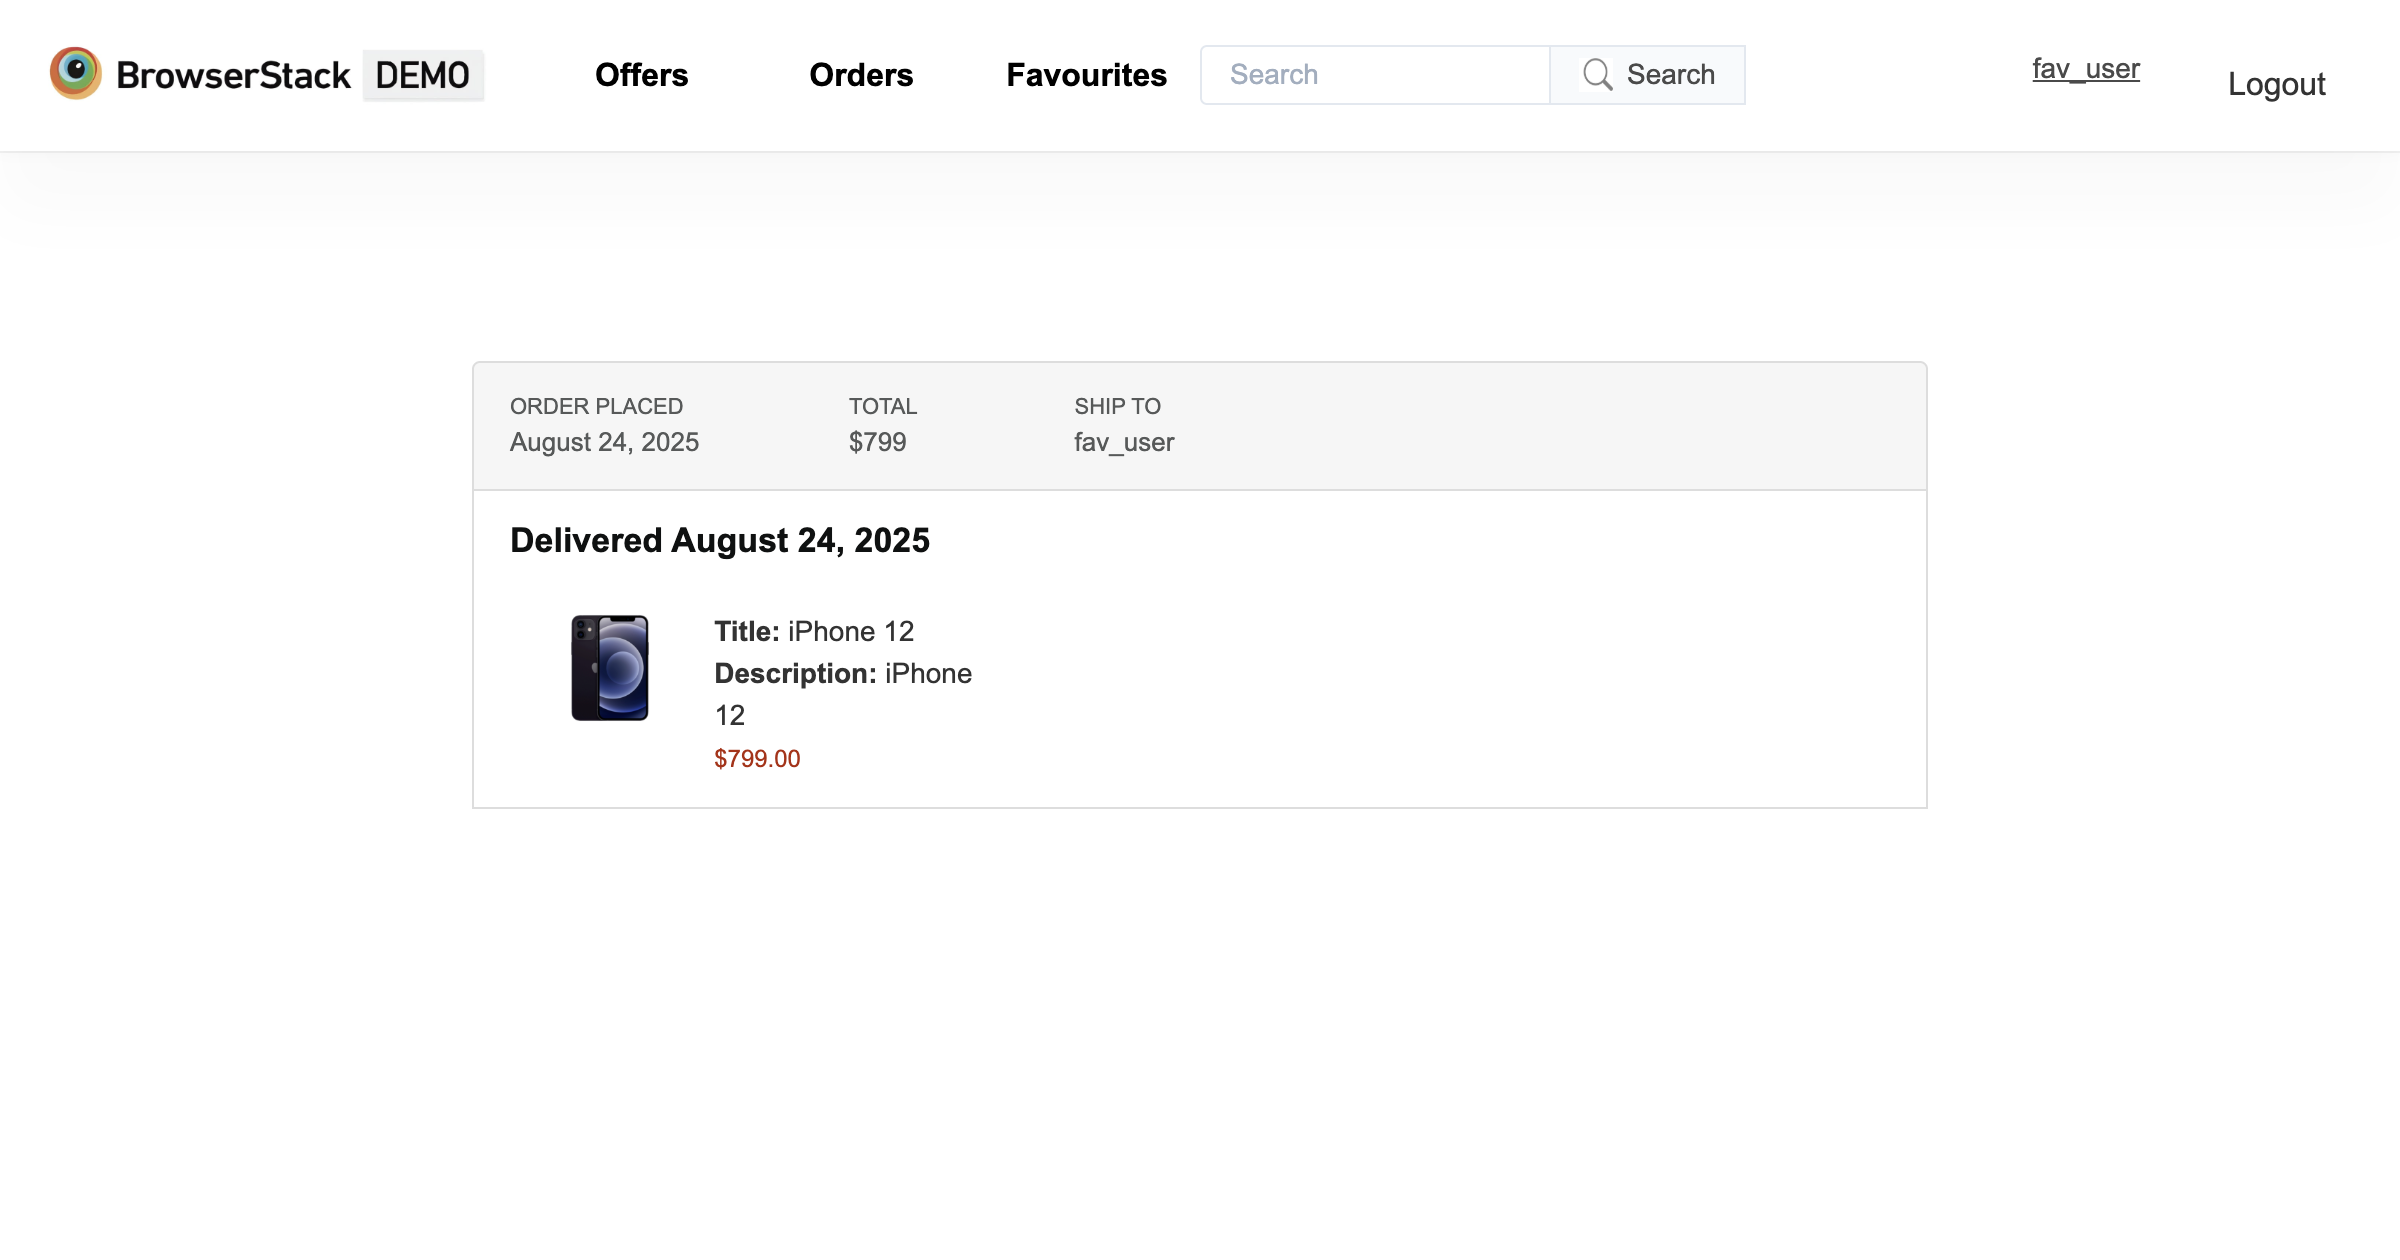 BrowserStack DEMO
Offers
Orders
Favourites
Search
Search
fav_user
Logout
ORDER PLACED
August 24, 2025
TOTAL
$799
SHIP TO
fav_user
Delivered August 24, 2025
Title: iPhone 12
Description: iPhone
12
$799.00